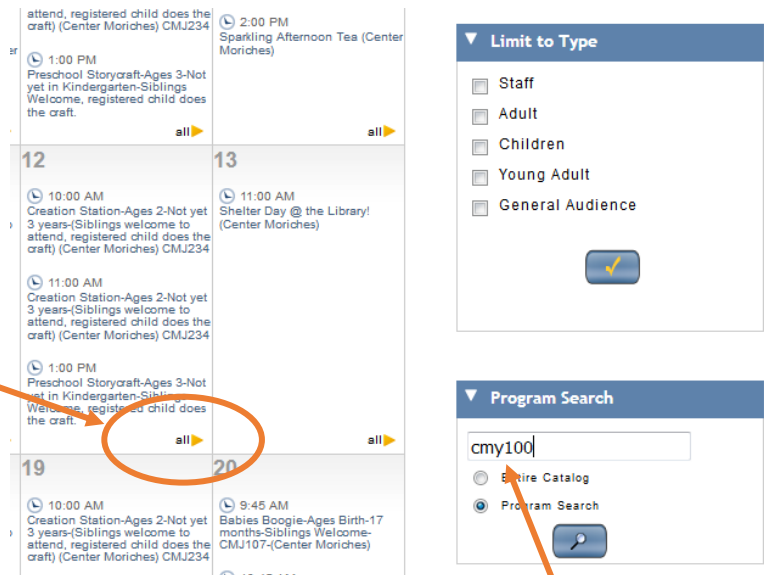 attend, registered child does the
craft) (Center Moriches) CMJ234
1:00 PM
Preschool Storycraft-Ages 3-Not
yet in Kindergarten-Siblings
Welcome, registered child does
the craft.
all
2:00 PM
Sparkling Afternoon Tea (Center
Moriches)
all
12
10:00 AM
Creation Station-Ages 2-Not yet
3 years-(Siblings welcome to
attend, registered child does the
craft) (Center Moriches) CMJ234
11:00 AM
Creation Station-Ages 2-Not yet
3 years-(Siblings welcome to
attend, registered child does the
craft) (Center Moriches) CMJ234
1:00 PM
Preschool Storycraft-Ages 3-Not
yet in Kindergarten-Siblings
Welcome, registered child does
the craft.
all
13
11:00 AM
Shelter Day @ the Library!
(Center Moriches)
all
19
10:00 AM
Creation Station-Ages 2-Not yet
3 years-(Siblings welcome to
attend, registered child does the
craft) (Center Moriches) CMJ234
20
9:45 AM
Babies Boogie-Ages Birth-17
months-Siblings Welcome-
CMJ107-(Center Moriches)
Limit to Type
Staff
Adult
Children
Young Adult
General Audience
Program Search
cmy100
Entire Catalog
Program Search